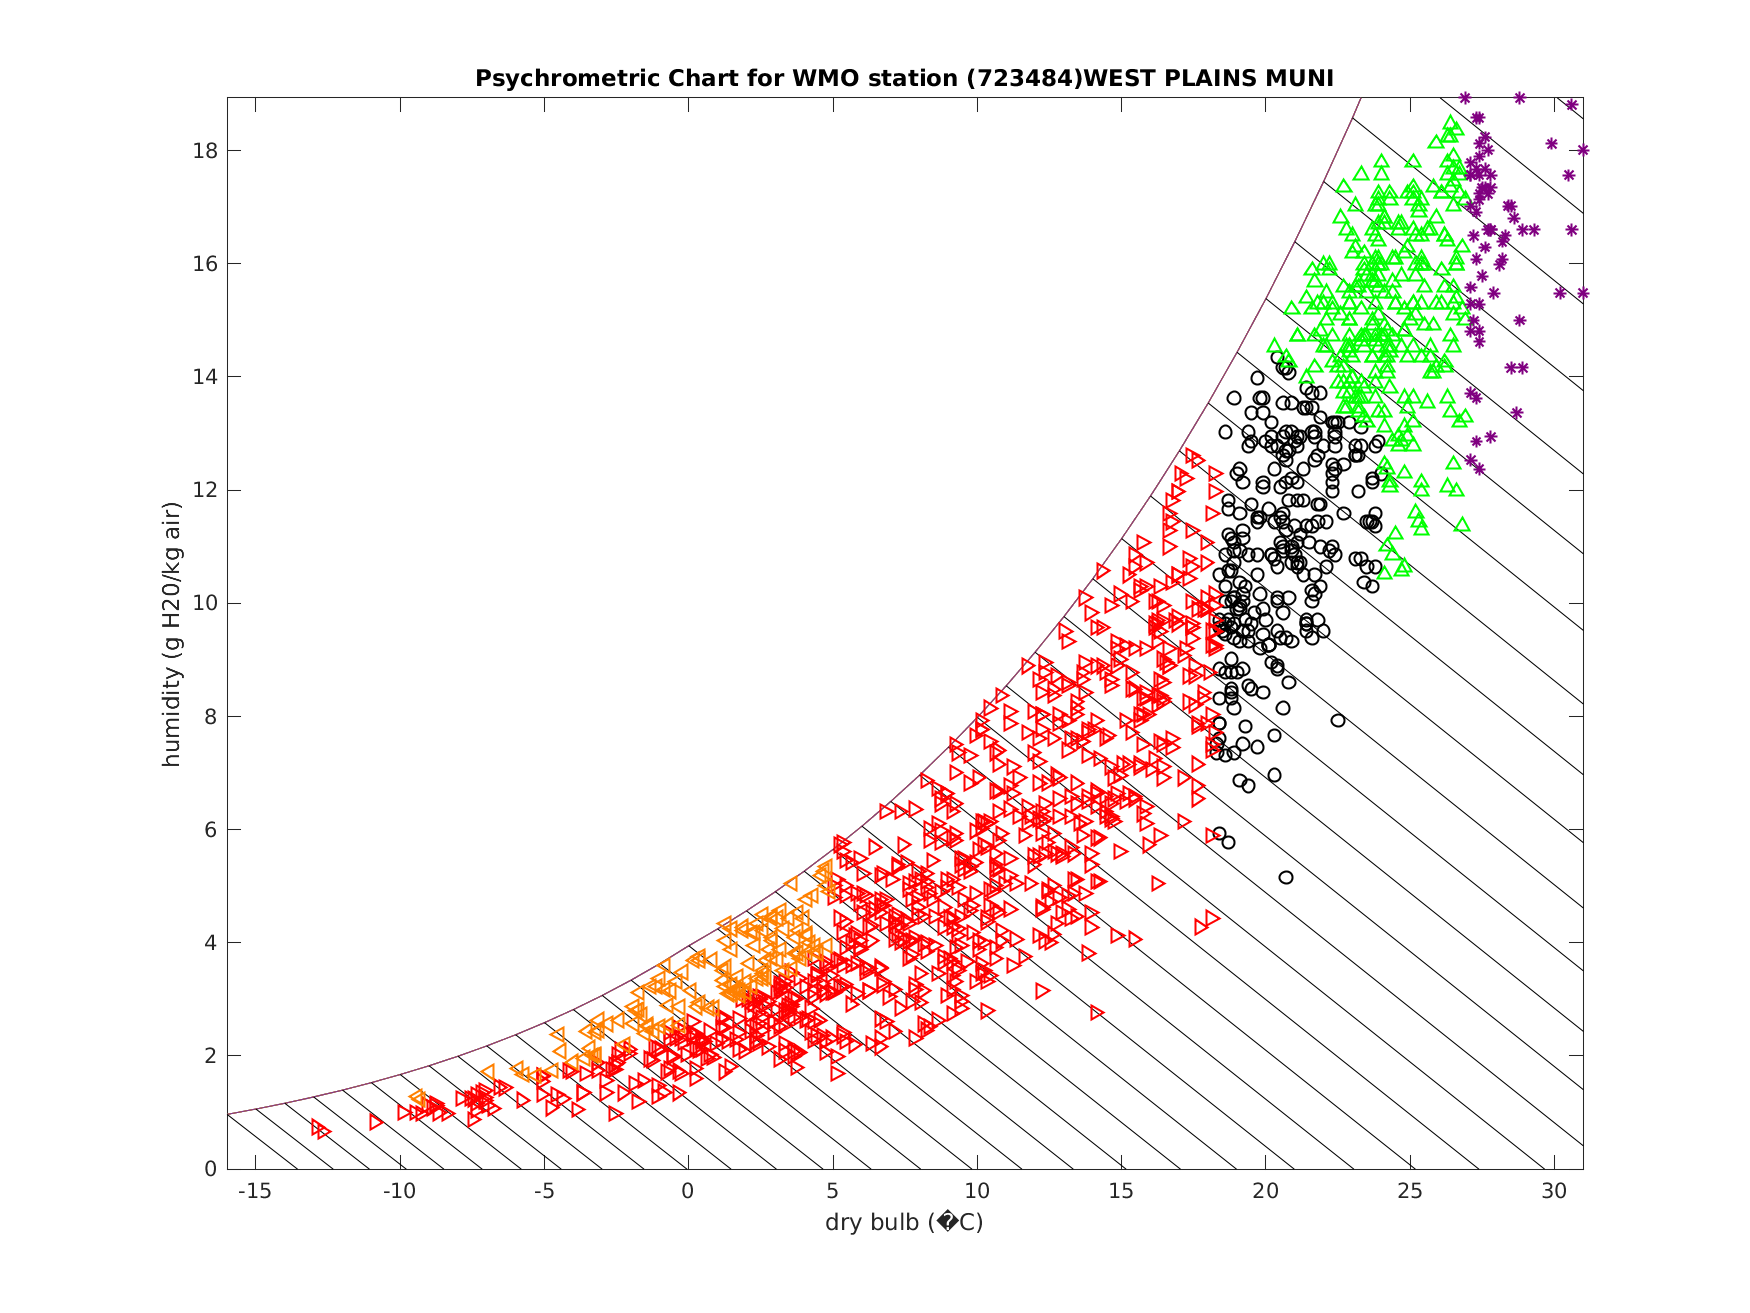 Psychrometric Chart for WMO station (723484)WEST PLAINS MUNI
humidity (g H20/kg air)
18
16
14
12
10
8
6
4
2
0
-15 -10 -5 0 5 10 15 20 25 30
dry bulb (�C)